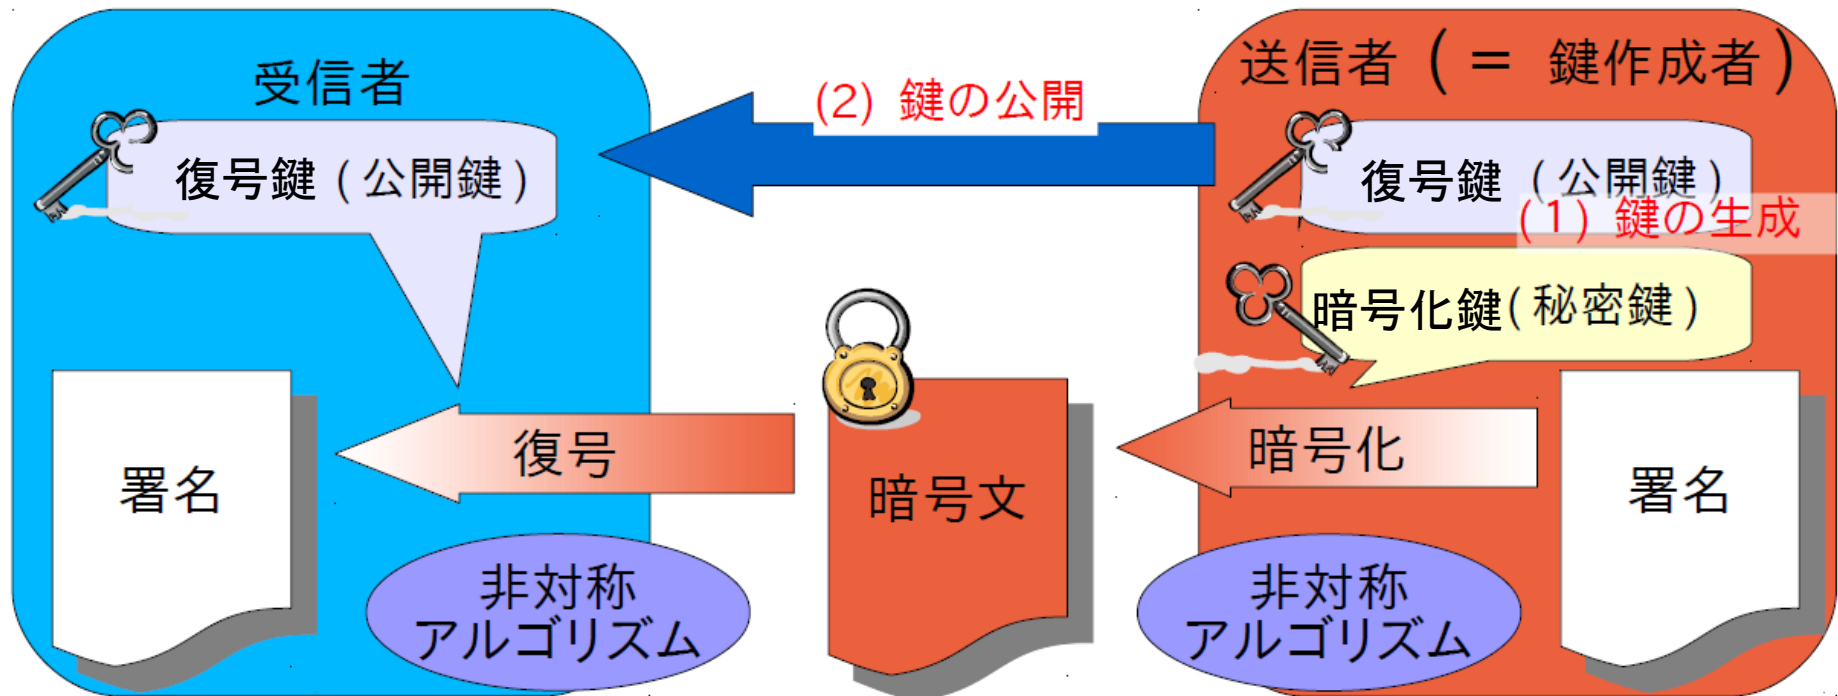 受信者
送信者 ( = 鍵作成者 )
(2) 鍵の公開
復号鍵 ( 公開鍵 )
復号鍵 ( 公開鍵 )
(1) 鍵の生成
暗号化鍵 ( 秘密鍵 )
復号
暗号化
署名
暗号文
署名
非対称
アルゴリズム
非対称
アルゴリズム